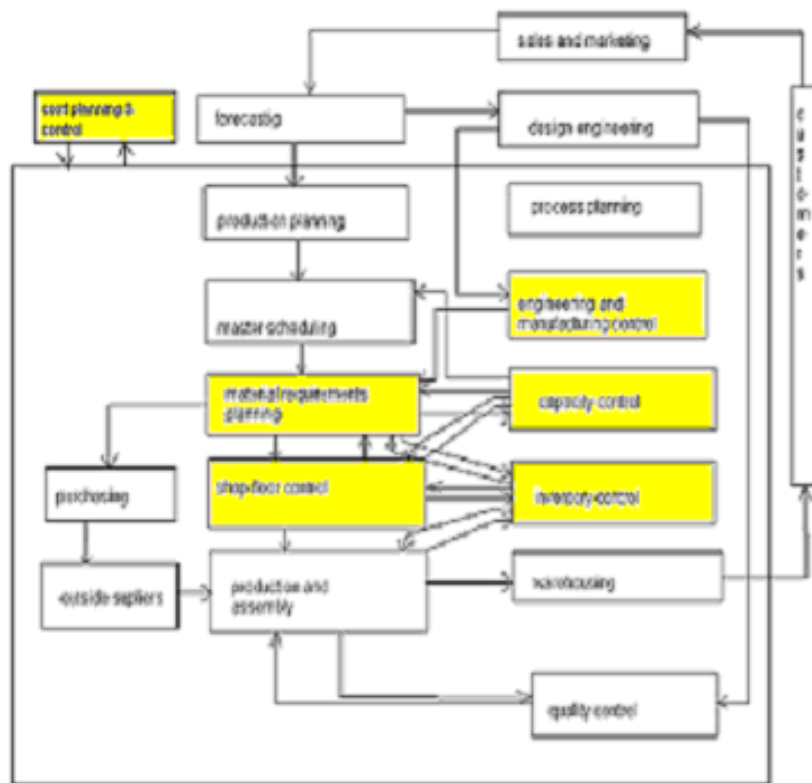 sales and marketing
cost planning &
control
forecastig
design engineering
production planning
process planning
customers
master scheduling
engineering and
manufacturing control
material requirements
planning
capacity control
shop-floor control
purchasing
inventory-control
outside-sepliers
production and
assembly
warehousing
quality-control